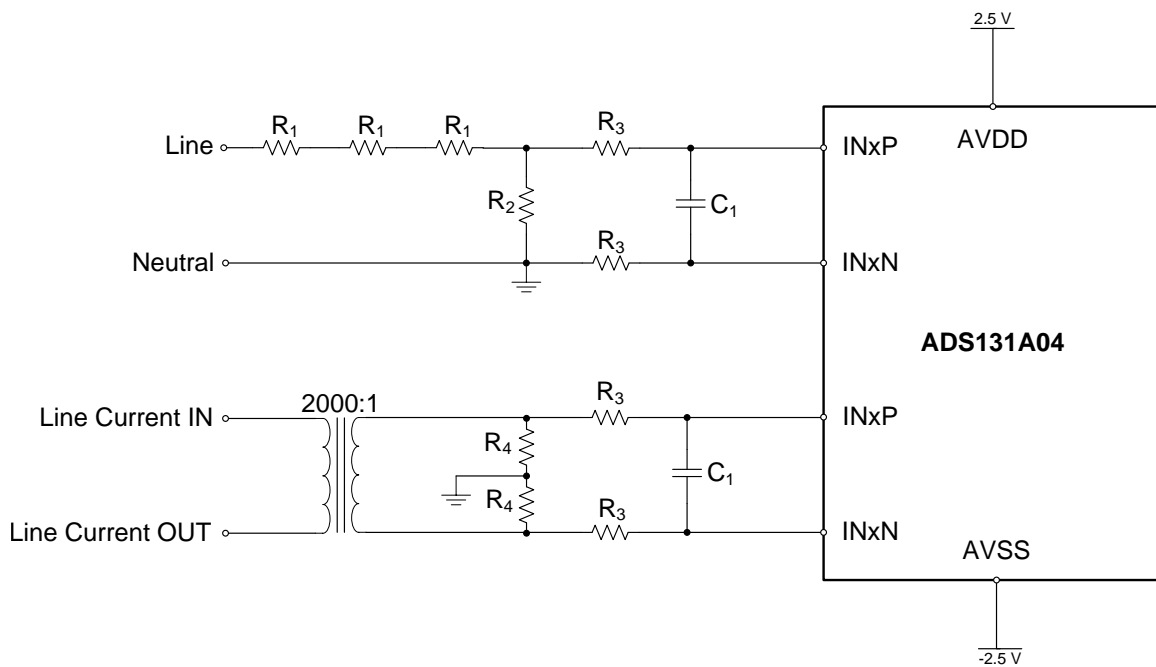 2.5 V
R1 R1 R1 R3
Line INxP AVDD
R2 C1
R3
Neutral INxN
ADS131A04
2000:1 R3
Line Current IN INxP
R4 C1
R4 R3
Line Current OUT INxN
AVSS
-2.5 V